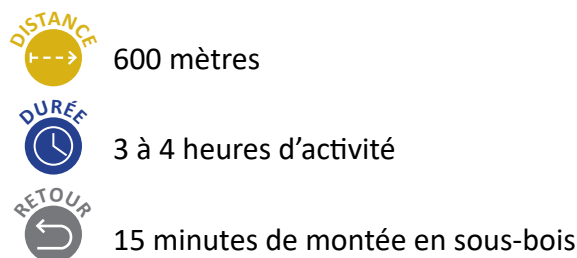 DISTANCE
600 mètres
DURÉE
3 à 4 heures d’activité
RETOUR
15 minutes de montée en sous-bois